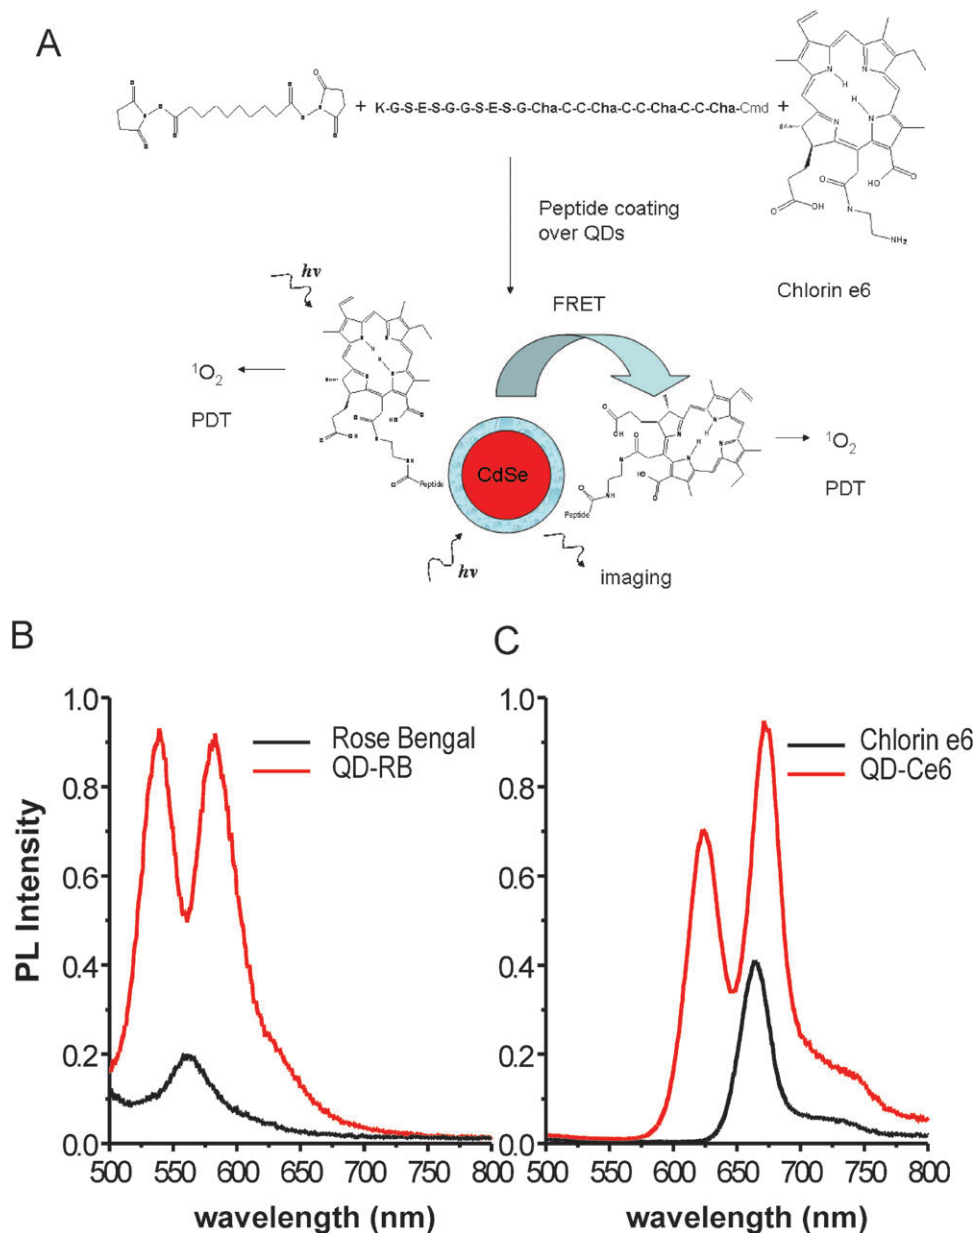 A
+ K-G-S-E-S-G-G-S-E-S-G-Cha-C-C-Cha-C-C-Cha-C-C-Cha-Cmd +
Peptide coating
over QDs
Chlorin e6
hν
FRET
¹O₂
PDT
Peptide
CdSe
Peptide
¹O₂
PDT
hν
imaging
B
C
Rose Bengal
QD-RB
Chlorin e6
QD-Ce6
PL Intensity
1.0
0.8
0.6
0.4
0.2
0.0
500 550 600 650 700 750 800
wavelength (nm)
1.0
0.8
0.6
0.4
0.2
0.0
500 550 600 650 700 750 800
wavelength (nm)